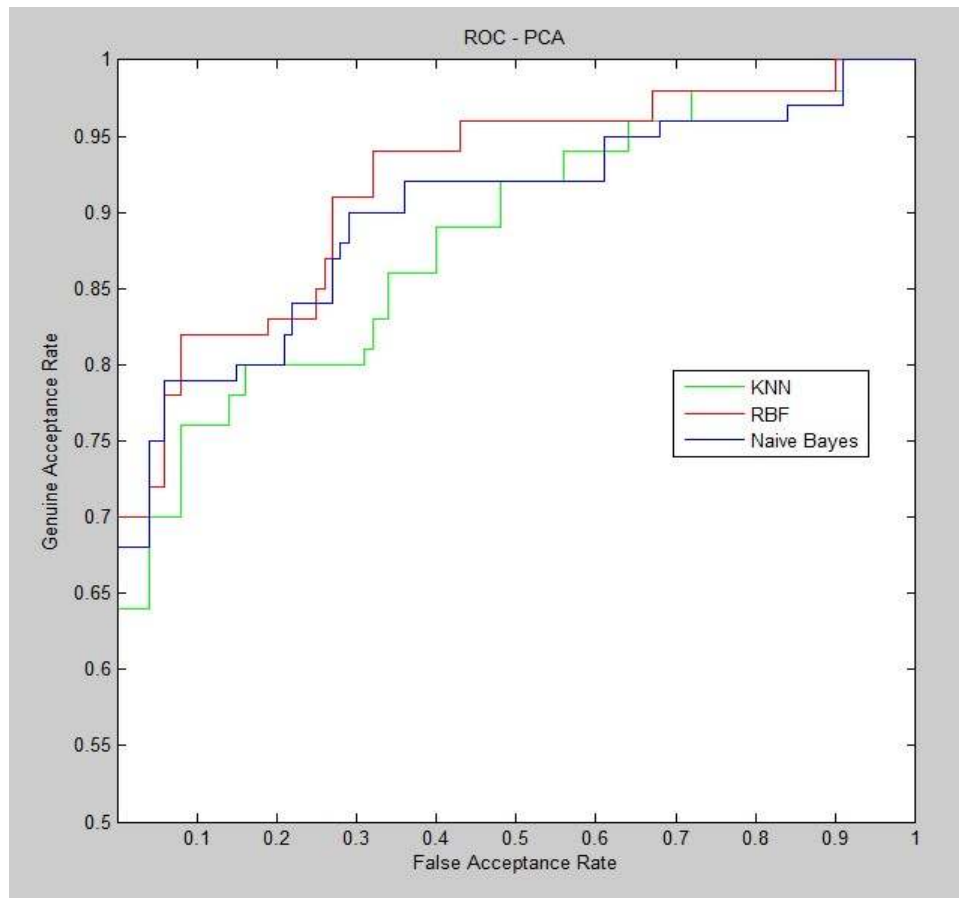 ROC - PCA
1
0.95
0.9
0.85
0.8
0.75
0.7
0.65
0.6
0.55
0.5
Genuine Acceptance Rate
KNN
RBF
Naive Bayes
0.1 0.2 0.3 0.4 0.5 0.6 0.7 0.8 0.9 1
False Acceptance Rate